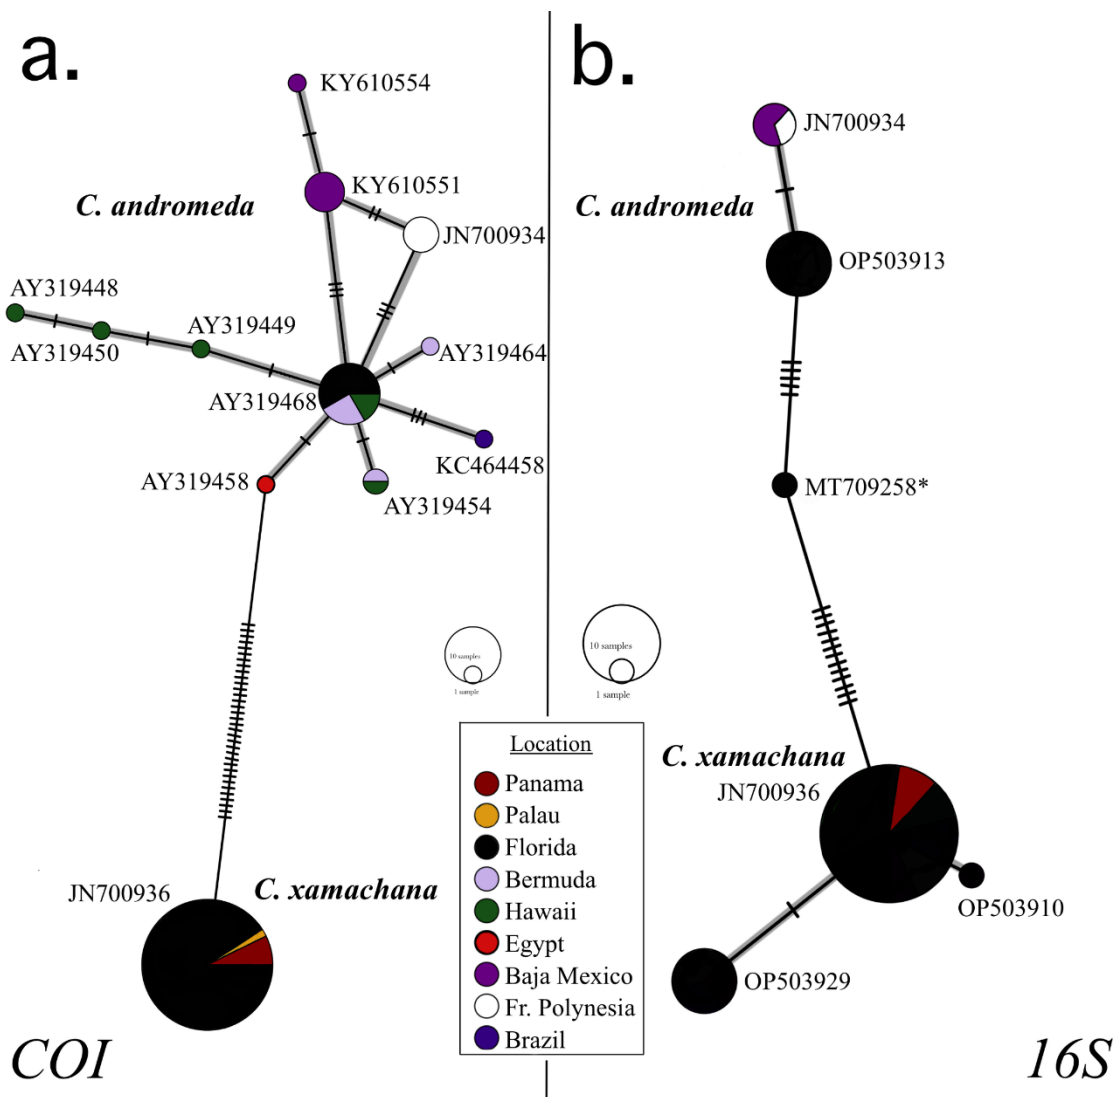 a.
KY610554
KY610551
C. andromeda
JN700934
AY319448
AY319450
AY319449
AY319464
AY319468
KC464458
AY319458
AY319454
10 samples
1 sample
JN700936
C. xamachana
COI
b.
JN700934
C. andromeda
OP503913
MT709258*
10 samples
1 sample
C. xamachana
JN700936
OP503910
OP503929
16S
Location
Panama
Palau
Florida
Bermuda
Hawaii
Egypt
Baja Mexico
Fr. Polynesia
Brazil